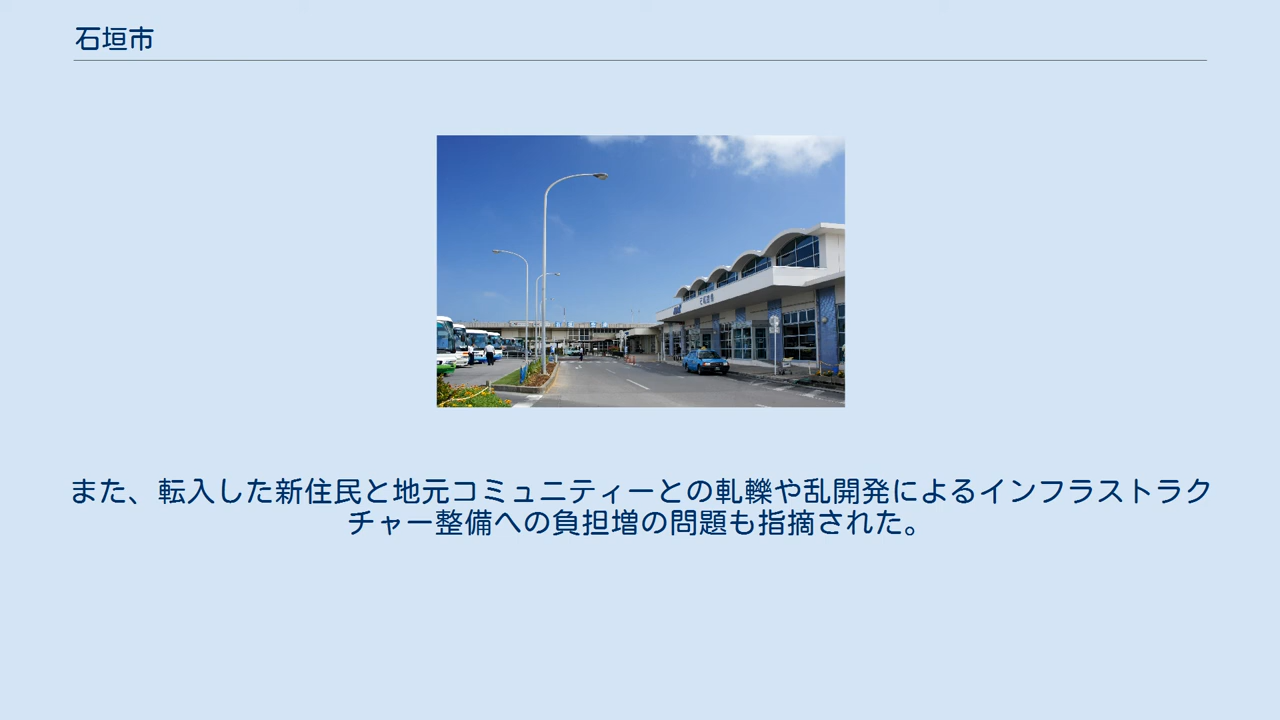 石垣市
また、転入した新住民と地元コミュニティーとの軋轢や乱開発によるインフラストラク
チャー整備への負担増の問題も指摘された。